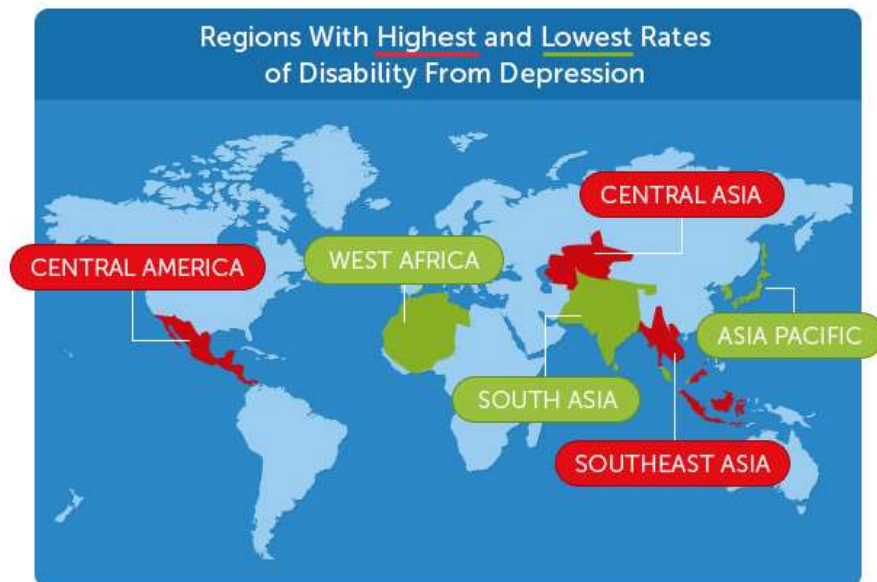 Regions With Highest and Lowest Rates
of Disability From Depression
CENTRAL ASIA
WEST AFRICA
CENTRAL AMERICA
ASIA PACIFIC
SOUTH ASIA
SOUTHEAST ASIA